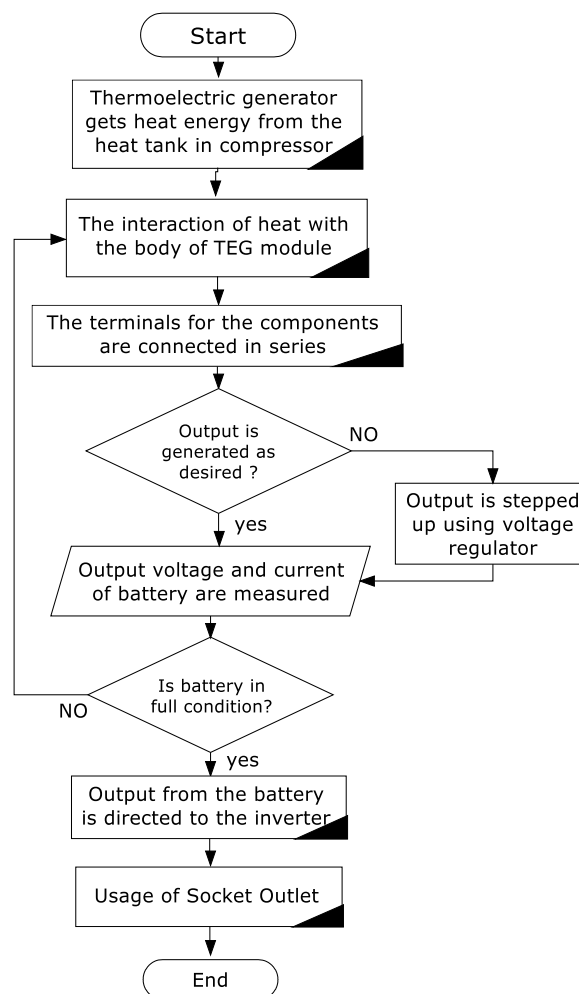 Start
Thermoelectric generator
gets heat energy from the
heat tank in compressor
The interaction of heat with
the body of TEG module
The terminals for the components
are connected in series
Output is
generated as
desired ?
NO
Output is stepped
up using voltage
regulator
yes
Output voltage and current
of battery are measured
Is battery in
full condition?
NO
yes
Output from the battery
is directed to the inverter
Usage of Socket Outlet
End